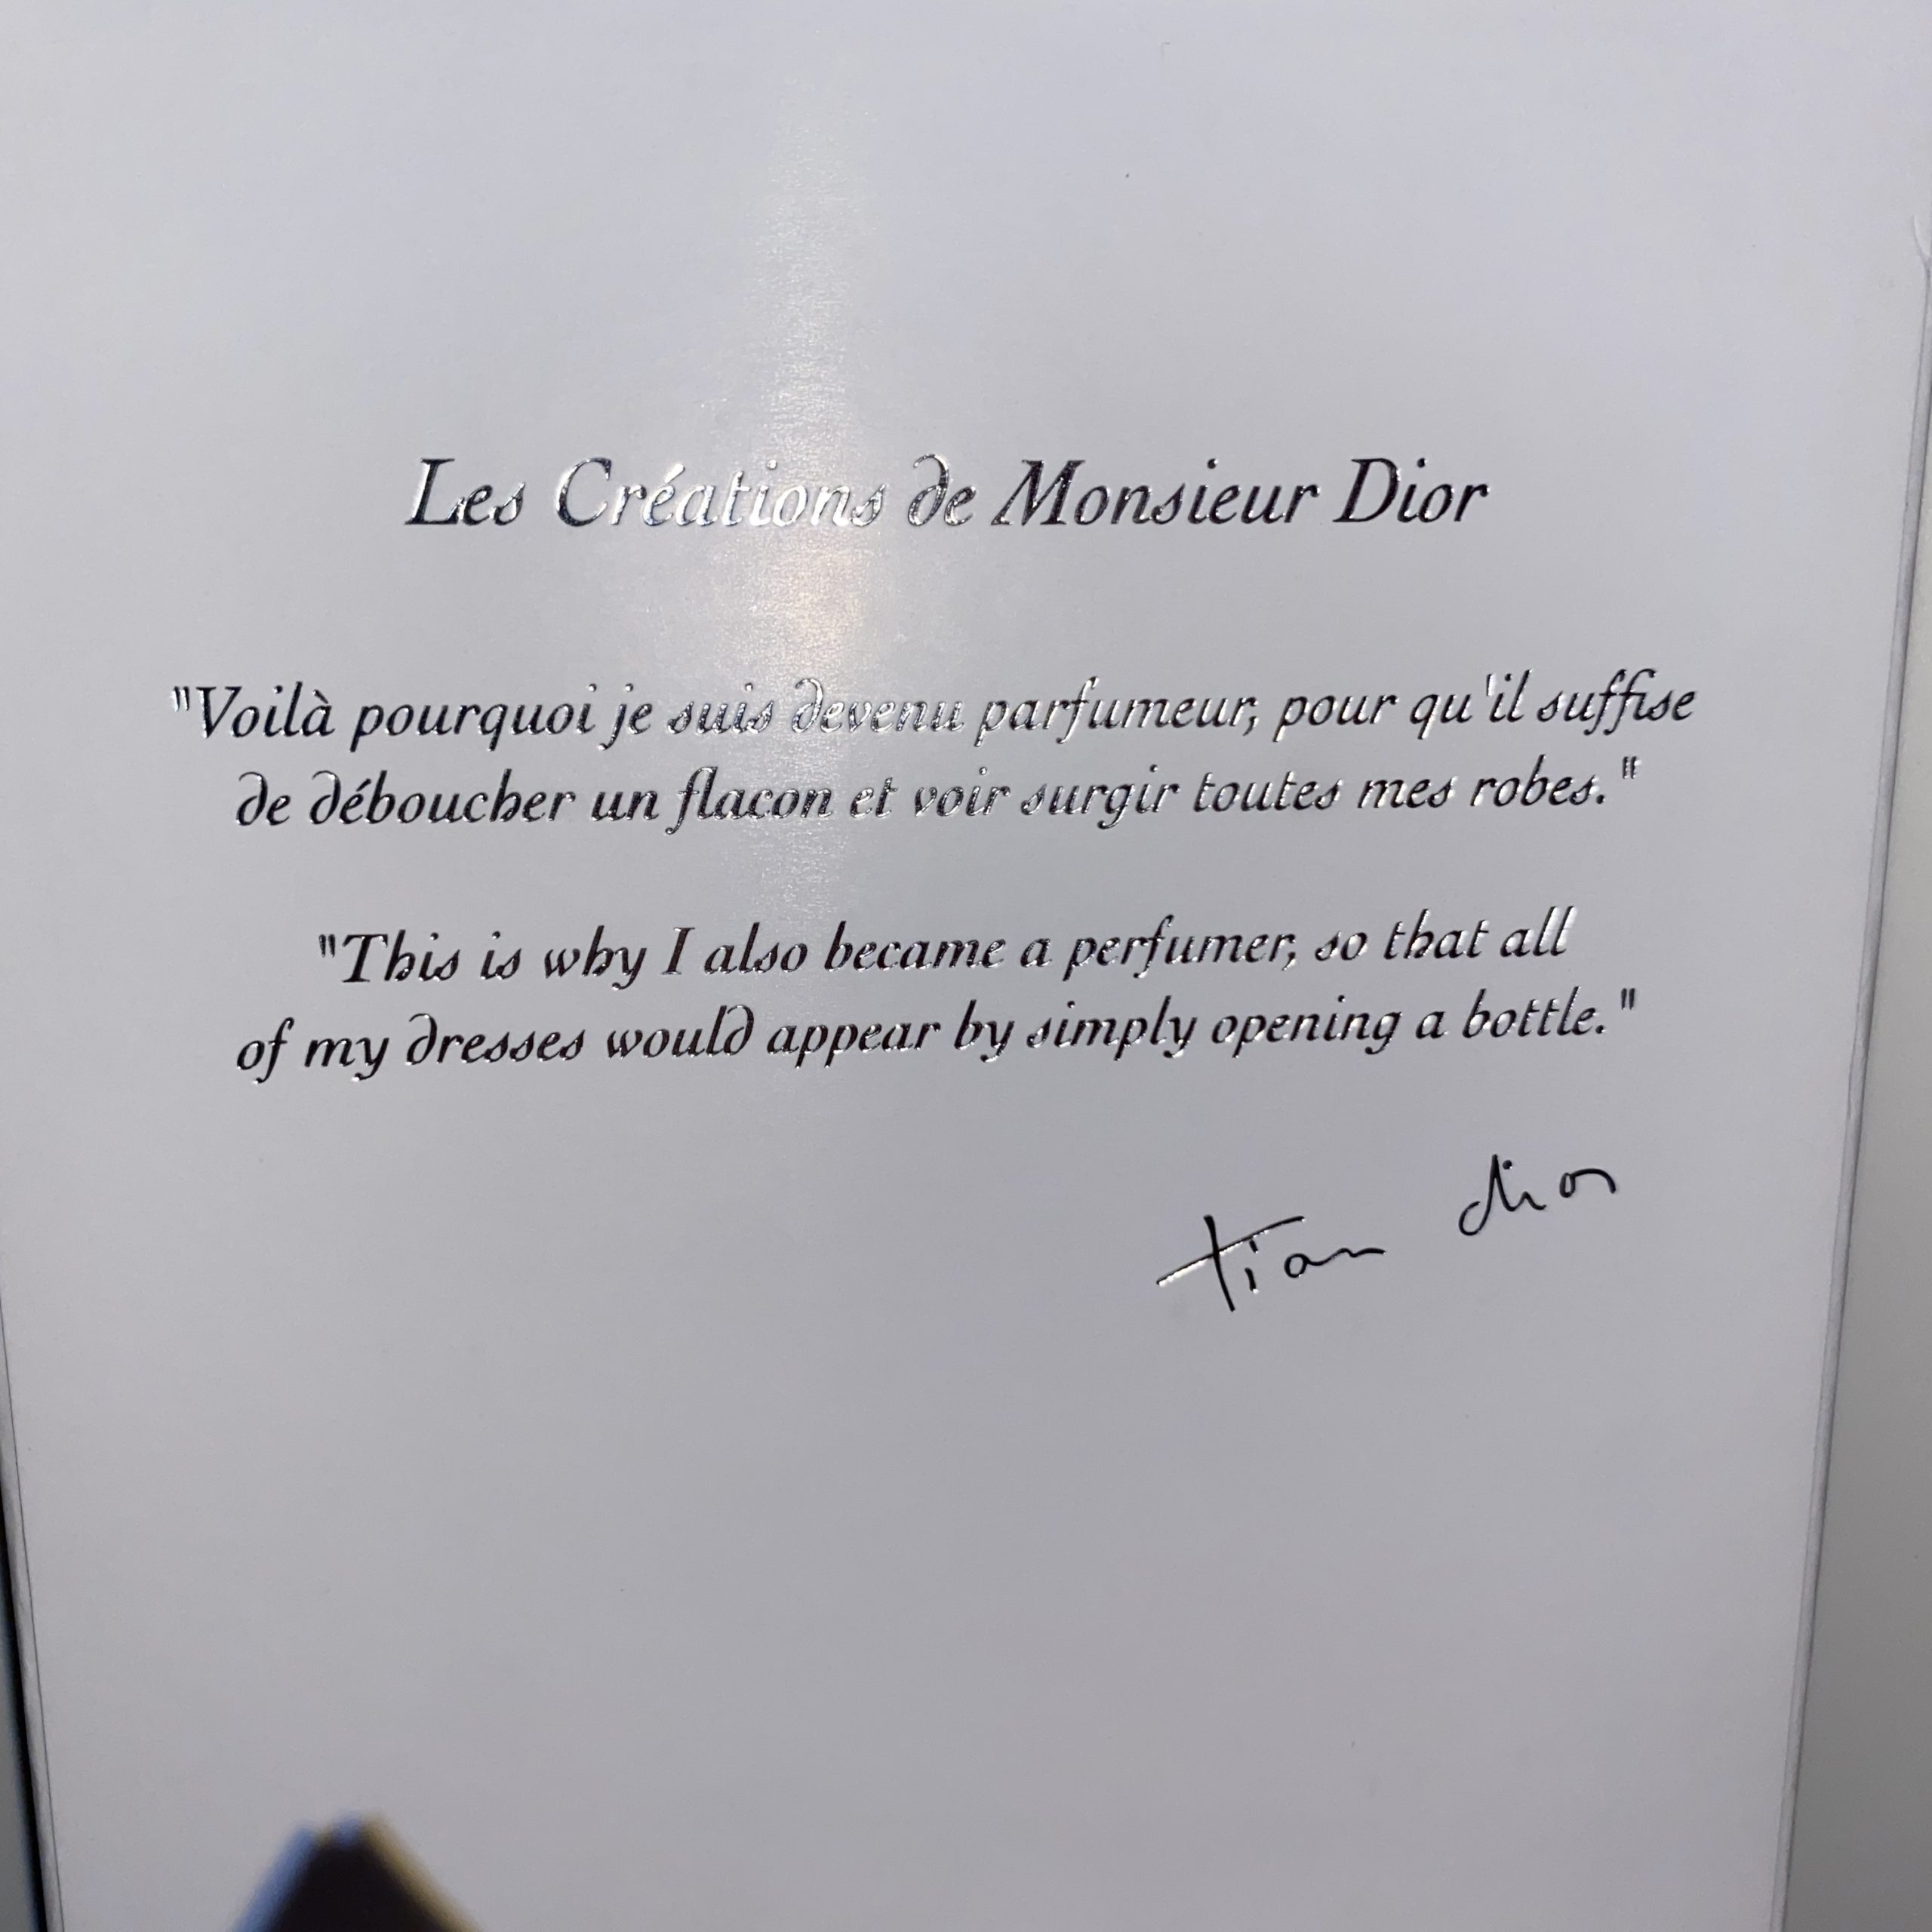 Les Créations de Monsieur Dior
"Voilà pourquoi je suis devenu parfumeur, pour qu'il suffise
de déboucher un flacon et voir surgir toutes mes robes."
"This is why I also became a perfumer, so that all
of my dresses would appear by simply opening a bottle."
tian dior